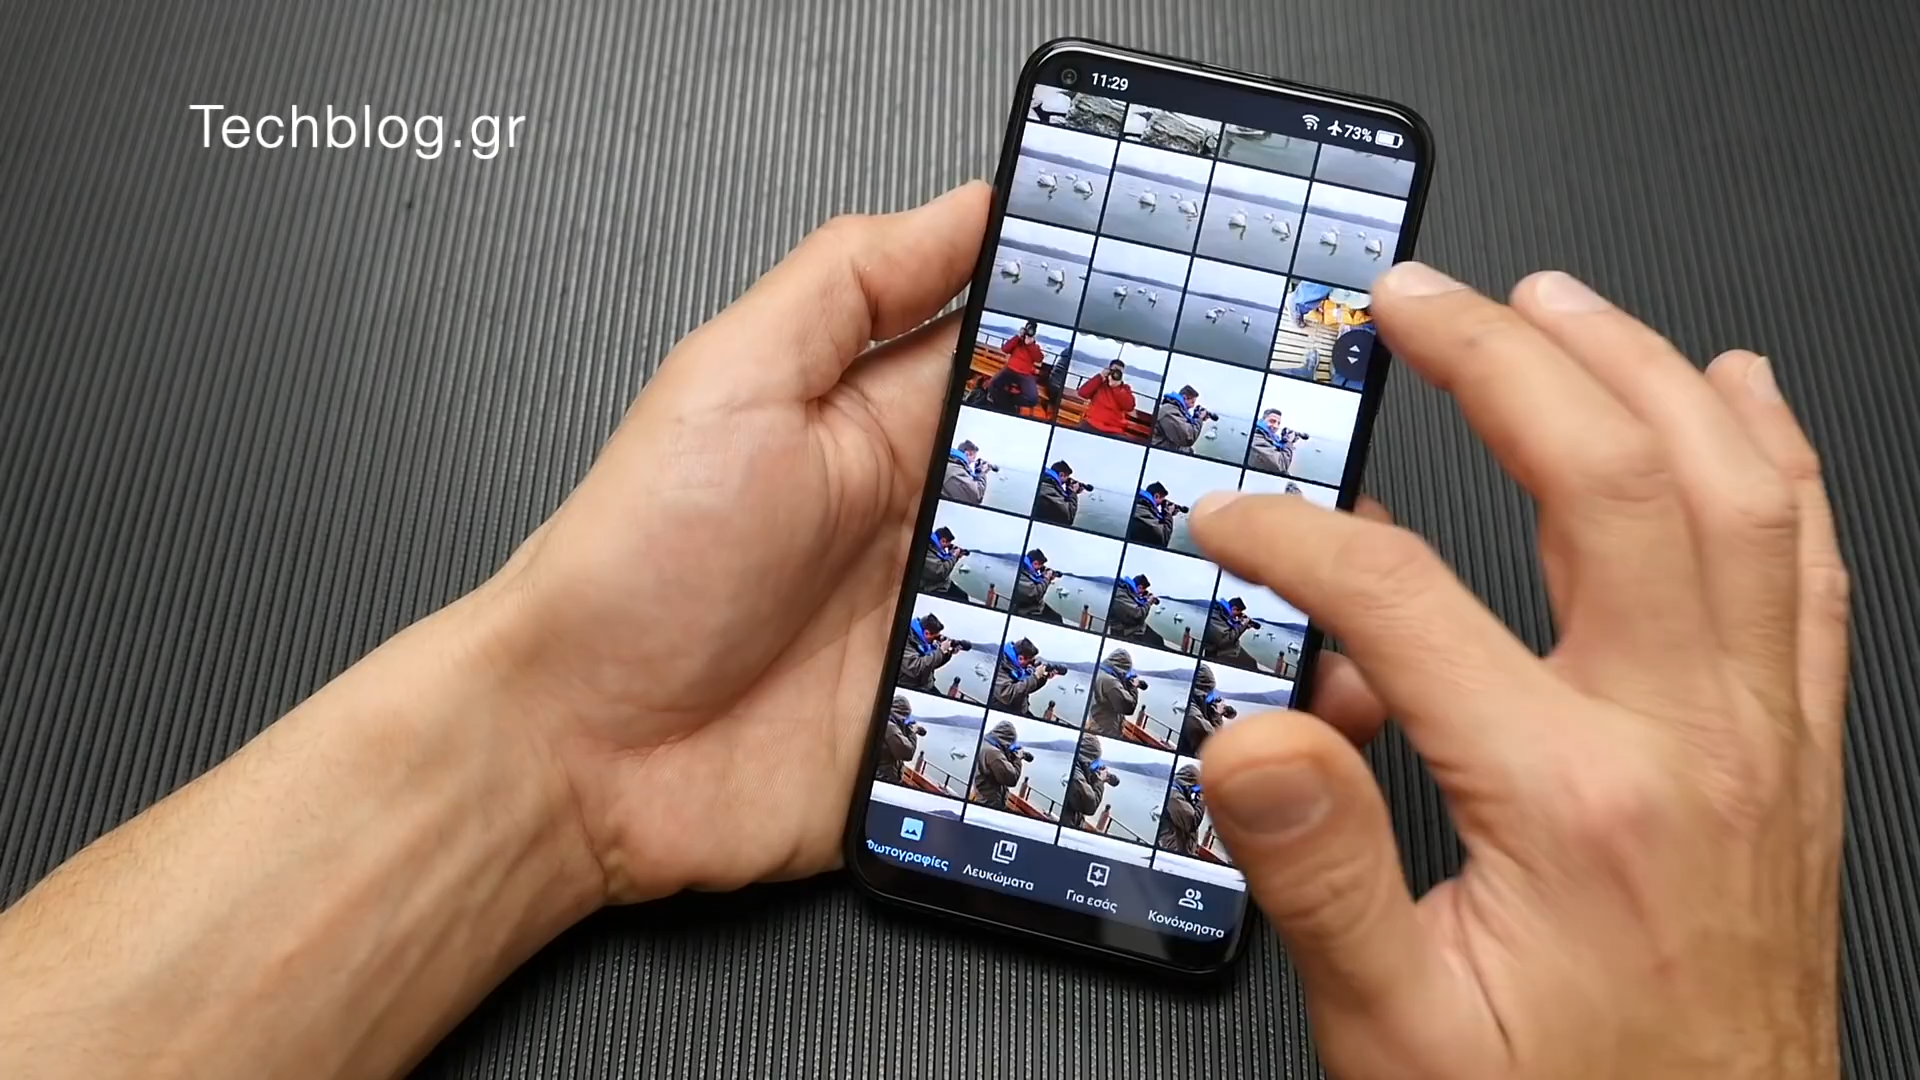 Techblog.gr
11:29
73%
Φωτογραφίες
Λευκώματα
Για εσάς
Κοινόχρηστα